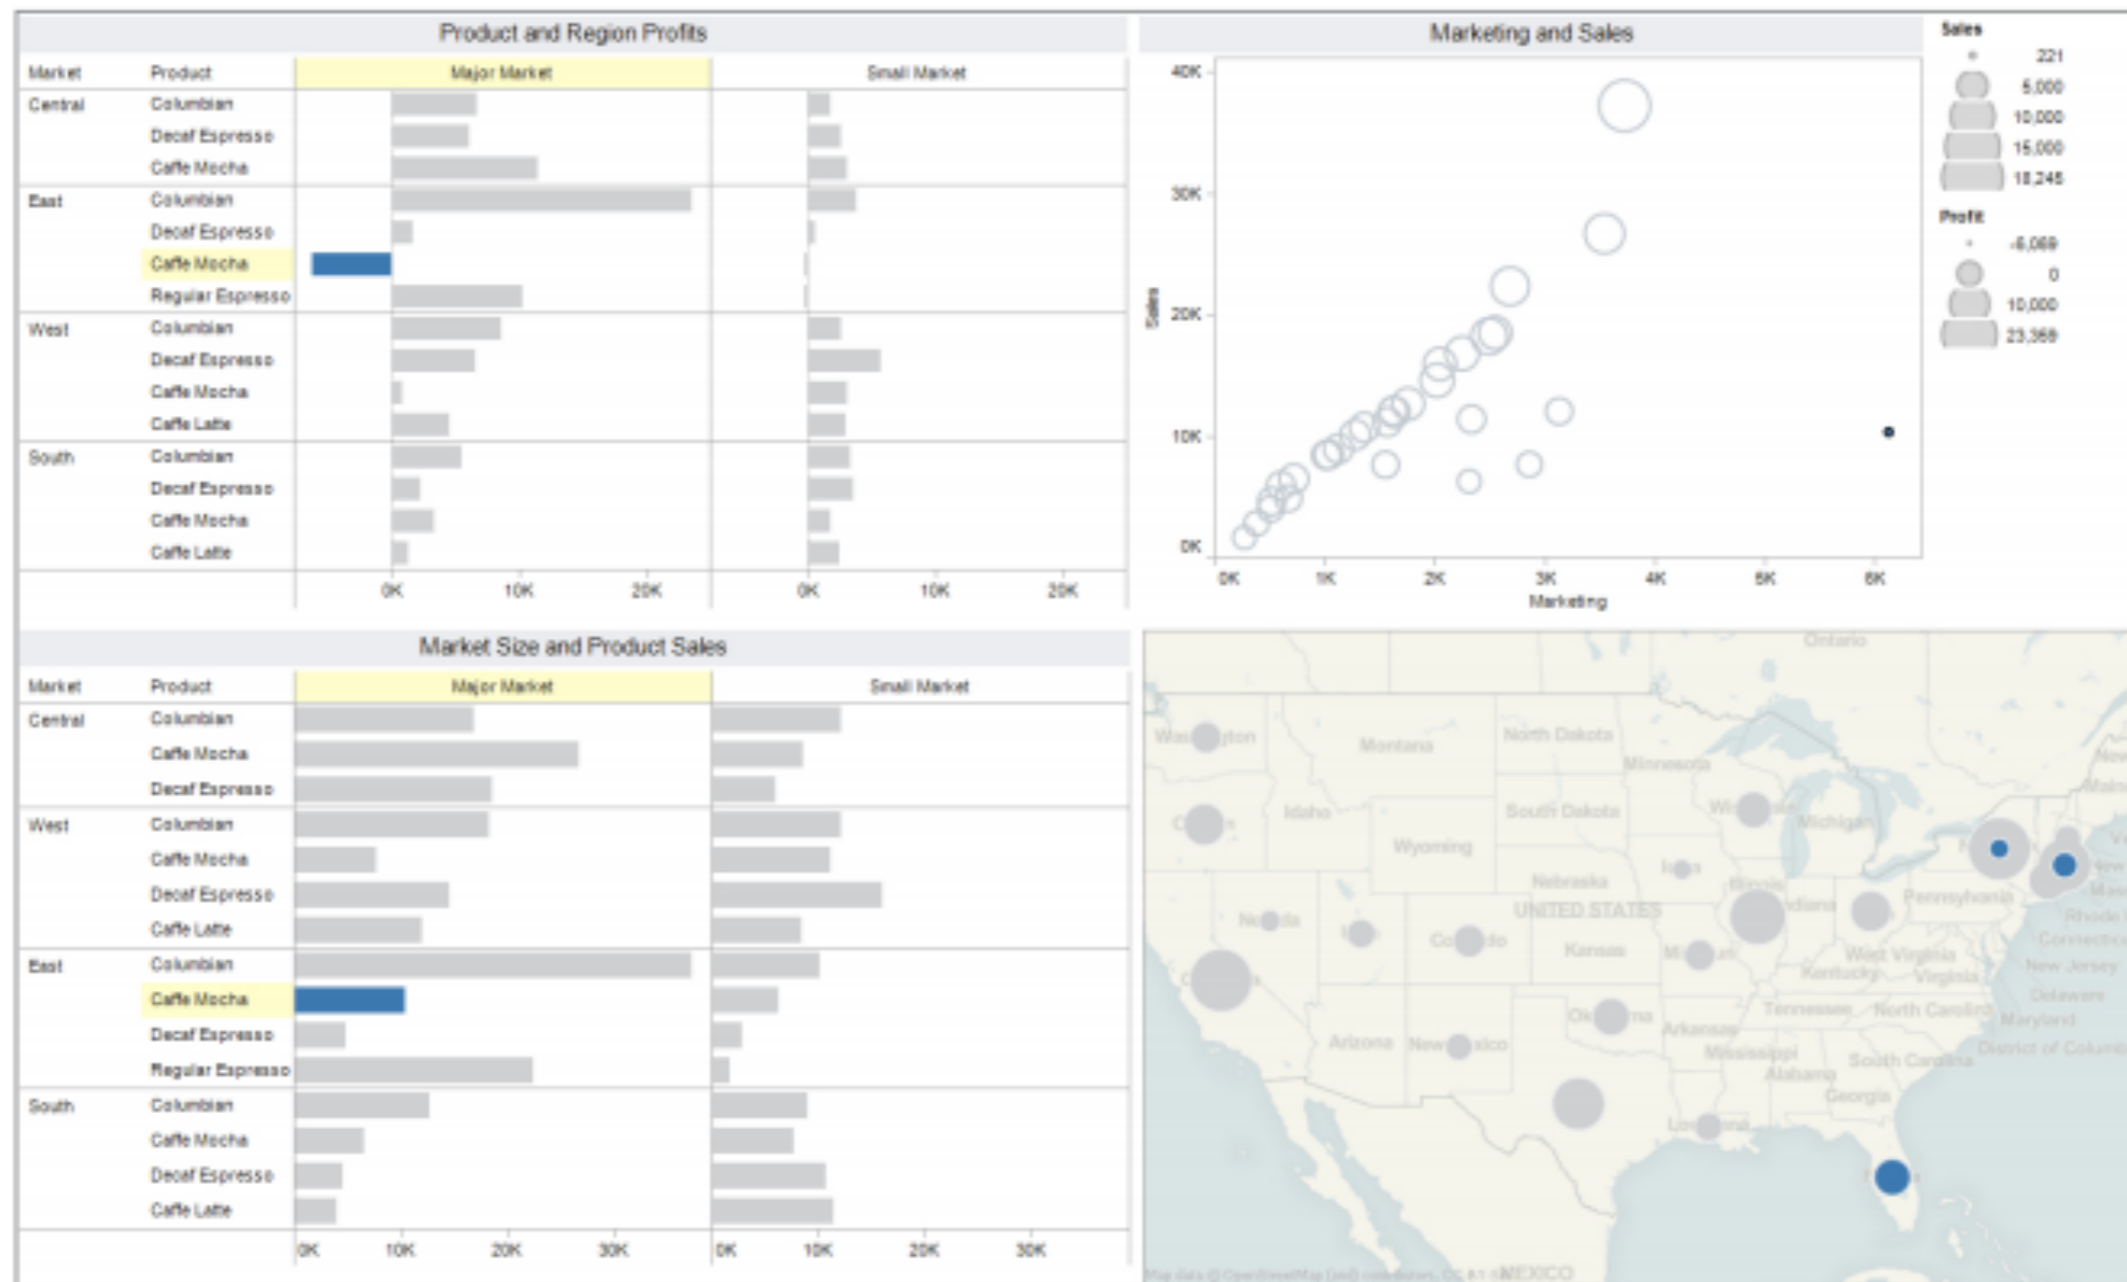 Product and Region Profits
Market Product Major Market Small Market
Central Columbian
Decaf Espresso
Caffe Mocha
East Columbian
Decaf Espresso
Caffe Mocha
Regular Espresso
West Columbian
Decaf Espresso
Caffe Mocha
Caffe Latte
South Columbian
Decaf Espresso
Caffe Mocha
Caffe Latte
0K 10K 20K 0K 10K 20K
Marketing and Sales
40K
30K
20K
10K
0K
Sales
0K 1K 2K 3K 4K 5K 6K
Marketing
Sales
221
5,000
10,000
15,000
18,245
Profit
0
10,000
Market Size and Product Sales
Market Product Major Market Small Market
Central Columbian
Caffe Mocha
Decaf Espresso
West Columbian
Caffe Mocha
Decaf Espresso
Caffe Latte
East Columbian
Caffe Mocha
Decaf Espresso
Regular Espresso
South Columbian
Caffe Mocha
Decaf Espresso
Caffe Latte
0K 10K 20K 30K 0K 10K 20K 30K
Ontario
Montana
North Dakota
Minnesota
Idaho
South Dakota
Michigan
Wyoming
Nebraska
Illinois
Pennsylvania
UNITED STATES
Kansas
West Virginia
Kentucky
Virginia
New Jersey
Delaware
Tennessee
North Carolina
Maryland
Arizona
Arkansas
Mississippi
South Carolina
District of Columb
Alabama
Georgia
MEXICO